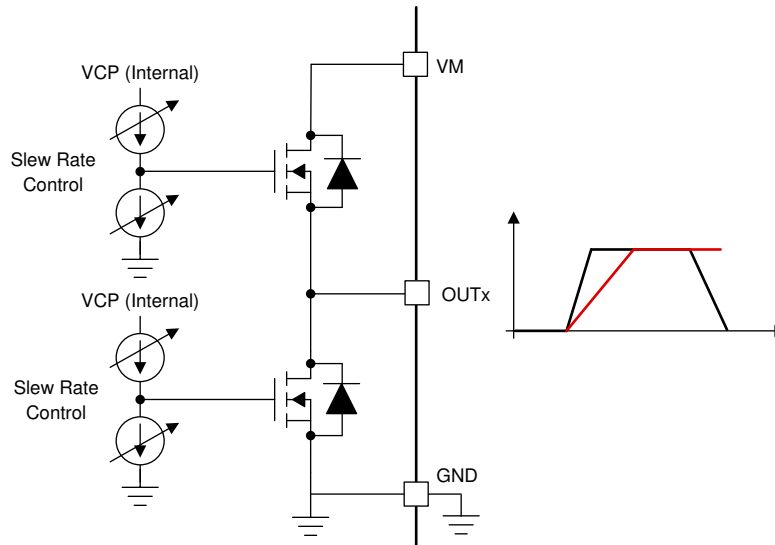 VM
VCP (Internal)
Slew Rate
Control
OUTx
VCP (Internal)
Slew Rate
Control
GND